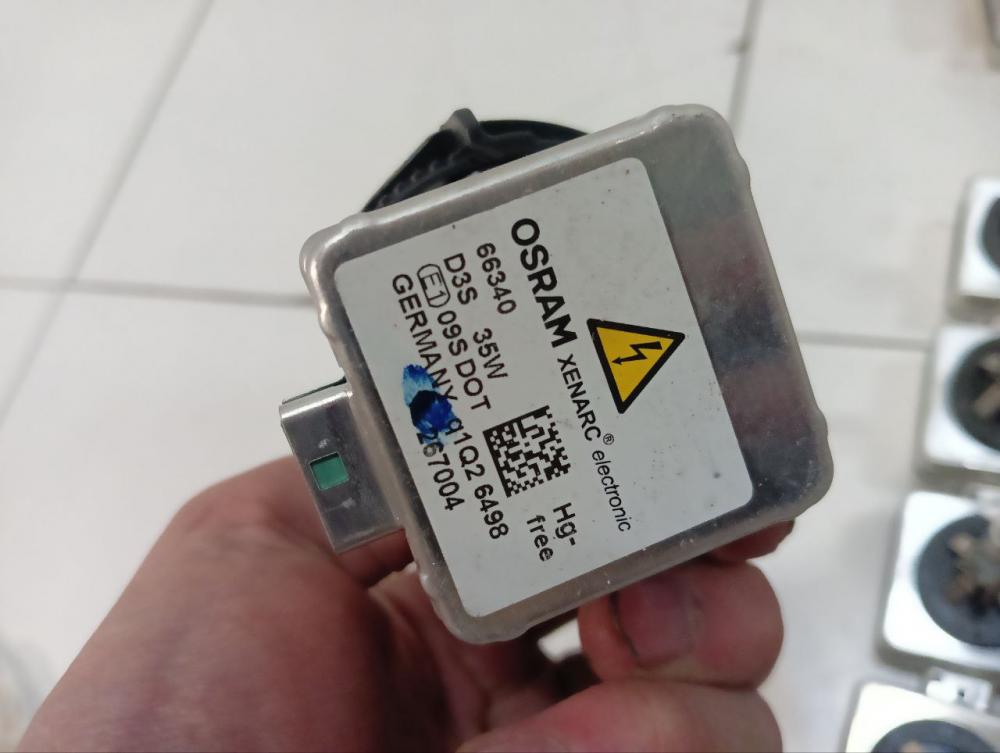 OSRAM XENARC® electronic
66340
D3S 35W
E1 09S DOT 91Q2 6498
GERMANY 267004
Hg-
free